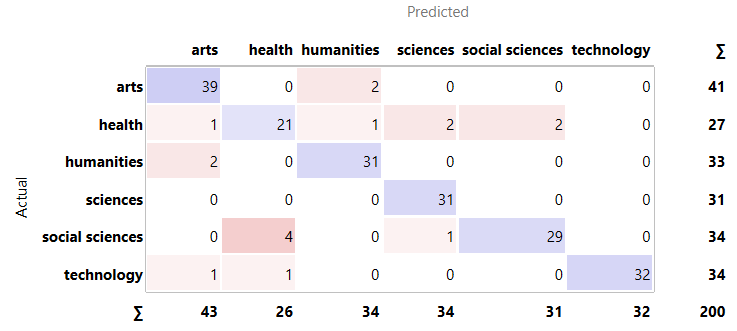 Predicted
arts health humanities sciences social sciences technology ∑
arts 39 0 2 0 0 0 41
health 1 21 1 2 2 0 27
humanities 2 0 31 0 0 0 33
sciences 0 0 0 31 0 0 31
social sciences 0 4 0 1 29 0 34
technology 1 1 0 0 0 32 34
∑ 43 26 34 34 31 32 200
Actual